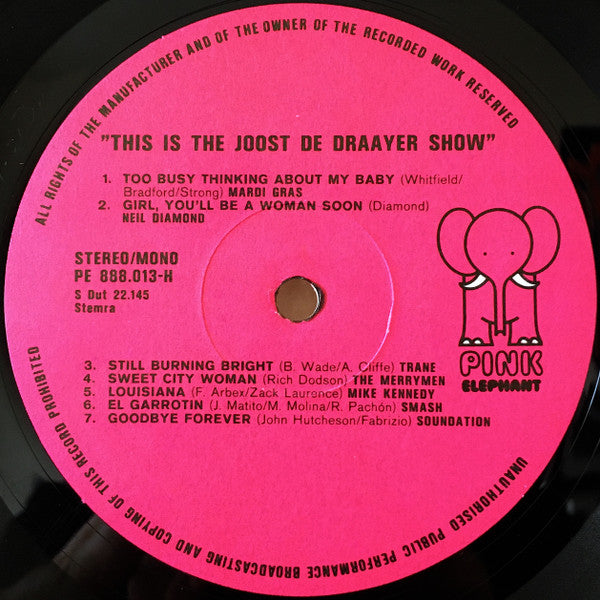 ALL RIGHTS OF THE MANUFACTURER AND OF THE OWNER OF THE RECORDED WORK RESERVED
"THIS IS THE JOOST DE DRAAYER SHOW"
1. TOO BUSY THINKING ABOUT MY BABY (Whitfield/
Bradford/Strong) MARDI GRAS
2. GIRL, YOU'LL BE A WOMAN SOON (Diamond)
NEIL DIAMOND
STEREO/MONO
PE 888.013-H
S Dut 22.145
Stemra
PINK
ELEPHANT
3. STILL BURNING BRIGHT (B. Wade/A. Cliffe) TRANE
4. SWEET CITY WOMAN (Rich Dodson) THE MERRYMEN
5. LOUISIANA (F. Arbex/Zack Laurence) MIKE KENNEDY
6. EL GARROTIN (J. Matito/M. Molina/R. Pachón) SMASH
7. GOODBYE FOREVER (John Hutcheson/Fabrizio) SOUNDATION
UNAUTHORISED PUBLIC PERFORMANCE BROADCASTING AND COPYING OF THIS RECORD PROHIBITED